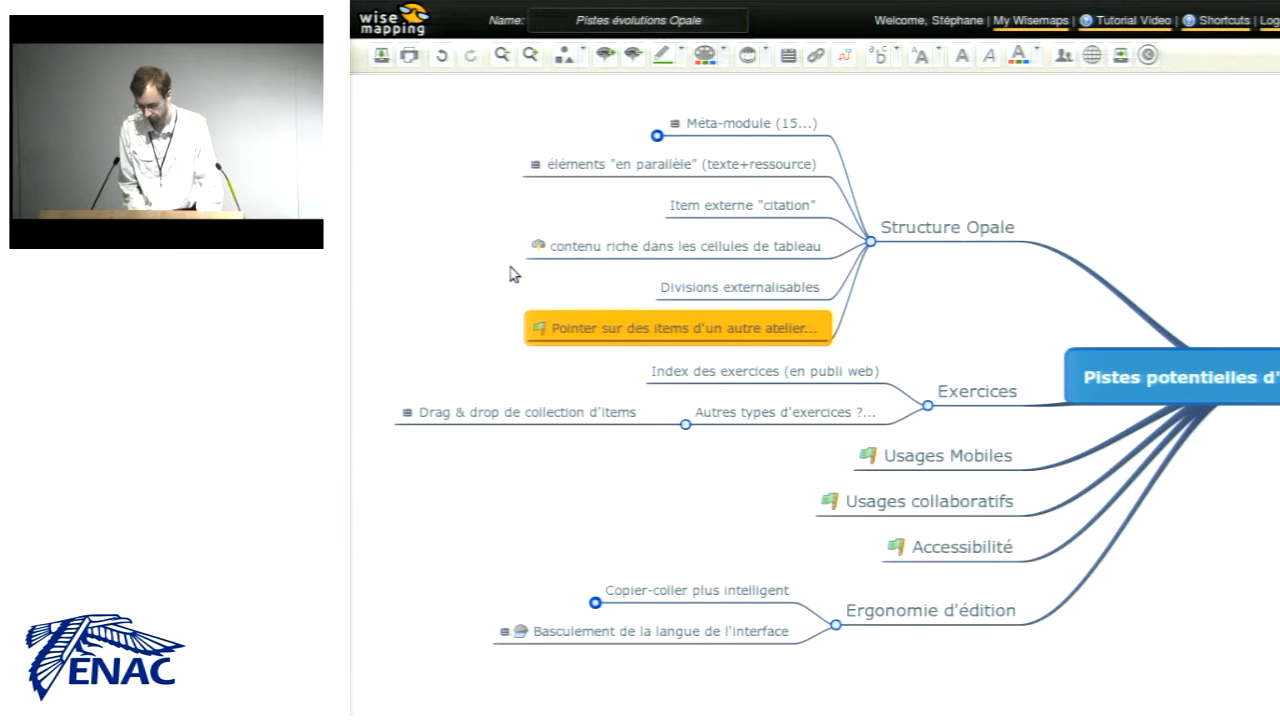 wise mapping
Name: Pistes évolutions Opale
Welcome, Stéphane | My Wisemaps | Tutorial Video | Shortcuts | Log
Méta-module (15...)
éléments "en parallèle" (texte+ressource)
Item externe "citation"
contenu riche dans les cellules de tableau
Divisions externalisables
Pointer sur des items d'un autre atelier...
Structure Opale
Index des exercices (en publi web)
Drag & drop de collection d'items
Autres types d'exercices ?...
Exercices
Pistes potentielles d'
Usages Mobiles
Usages collaboratifs
Accessibilité
Copier-coller plus intelligent
Basculement de la langue de l'interface
Ergonomie d'édition
ENAC